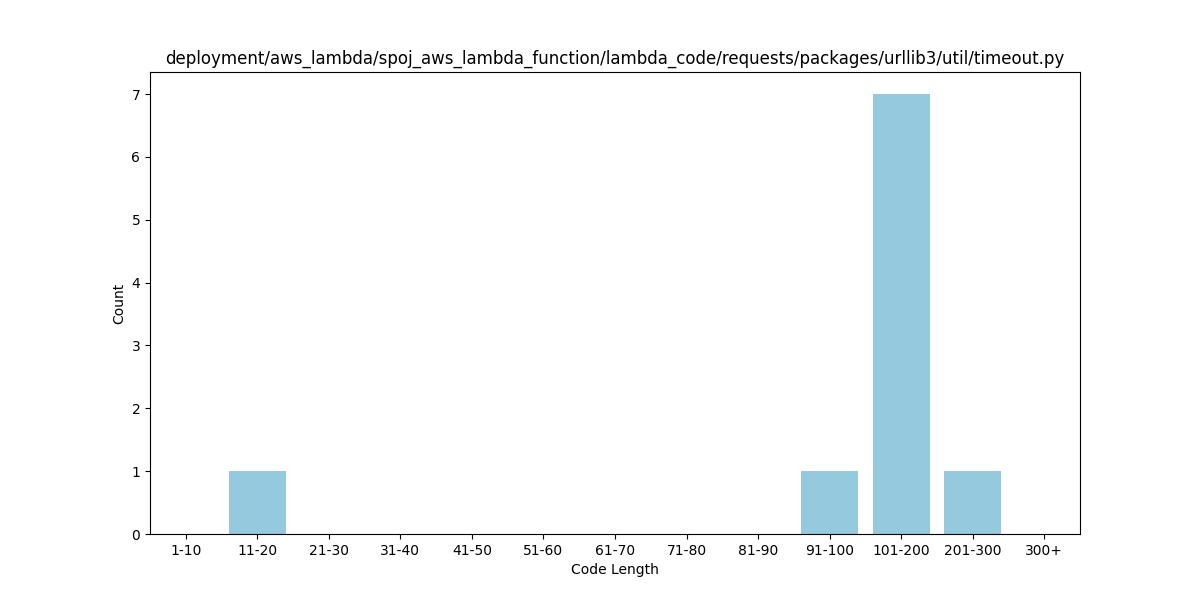 deployment/aws_lambda/spoj_aws_lambda_function/lambda_code/requests/packages/urllib3/util/timeout.py
7
6
5
4
3
2
1
0
Count
1-10 11-20 21-30 31-40 41-50 51-60 61-70 71-80 81-90 91-100 101-200 201-300 300+
Code Length